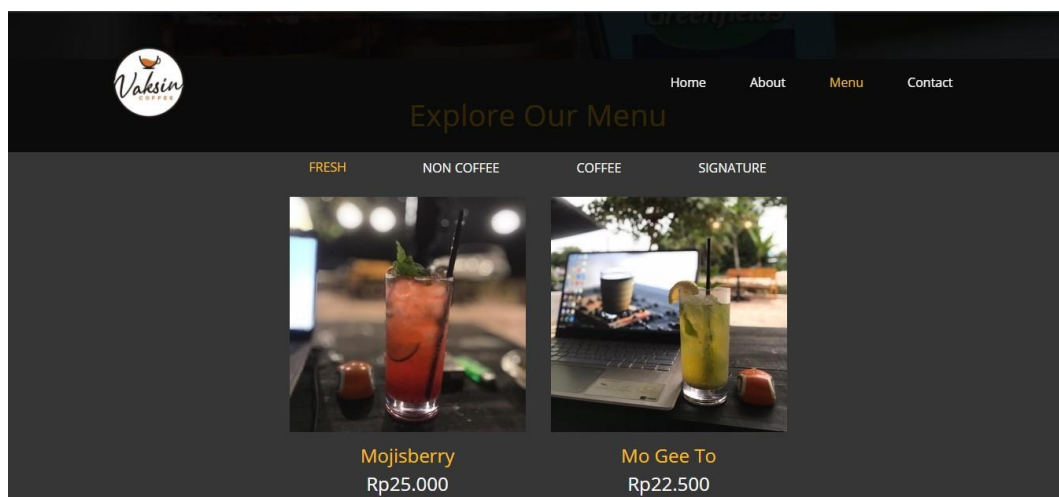 Greenfields
Vaksin
COFFEE
Home About Menu Contact
Explore Our Menu
FRESH NON COFFEE COFFEE SIGNATURE
Mojisberry Mo Gee To
Rp25.000 Rp22.500